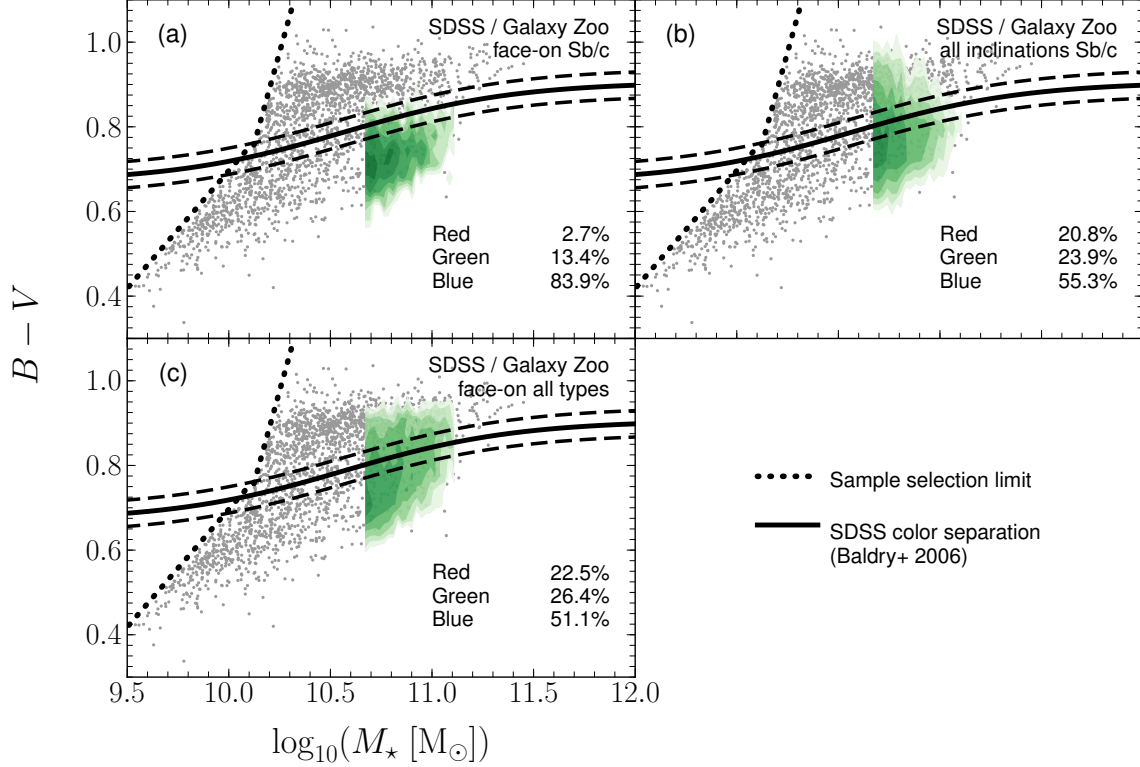 (a)
SDSS / Galaxy Zoo
face-on Sb/c
Red 2.7%
Green 13.4%
Blue 83.9%
(b)
SDSS / Galaxy Zoo
all inclinations Sb/c
Red 20.8%
Green 23.9%
Blue 55.3%
1.0
0.8
0.6
0.4
B − V
(c)
SDSS / Galaxy Zoo
face-on all types
Red 22.5%
Green 26.4%
Blue 51.1%
1.0
0.8
0.6
0.4
9.5 10.0 10.5 11.0 11.5 12.0
log₁₀(M⋆ [M⊙])
Sample selection limit
SDSS color separation
(Baldry+ 2006)